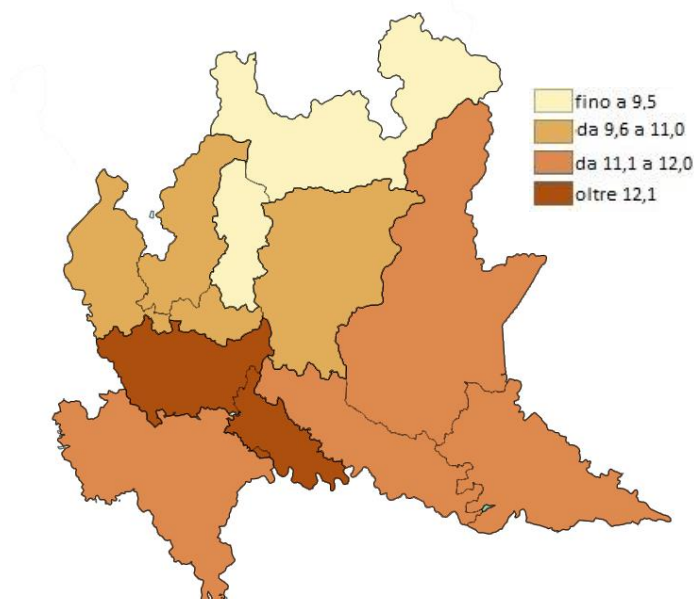 fino a 9,5
da 9,6 a 11,0
da 11,1 a 12,0
oltre 12,1